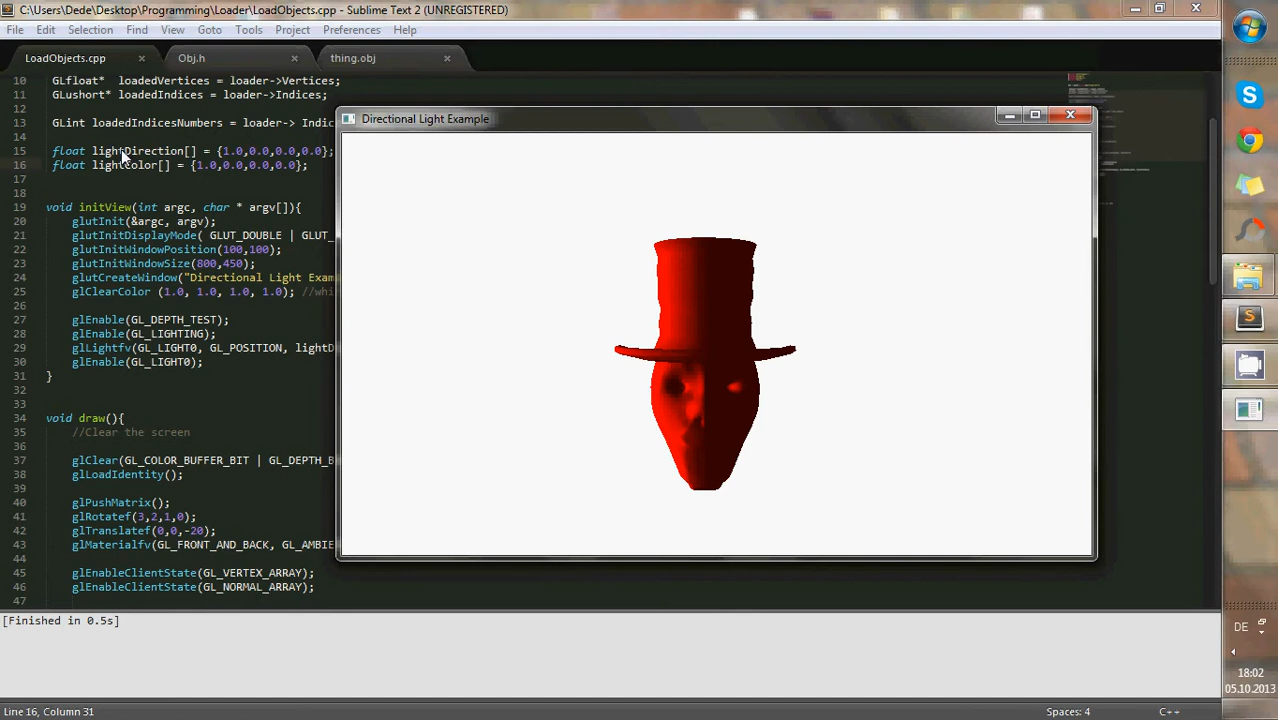 C:\Users\Dede\Desktop\Programming\Loader\LoadObjects.cpp - Sublime Text 2 (UNREGISTERED)
File Edit Selection Find View Goto Tools Project Preferences Help
LoadObjects.cpp Obj.h thing.obj
10 GLfloat* loadedVertices = loader->Vertices;
11 GLushort* loadedIndices = loader->Indices;
12
13 GLint loadedIndicesNumbers = loader-> Indic
14
15 float lightDirection[] = {1.0,0.0,0.0,0.0};
16 float lightColor[] = {1.0,0.0,0.0,0.0};
17
18
19 void initView(int argc, char * argv[]){
20 glutInit(&argc, argv);
21 glutInitDisplayMode( GLUT_DOUBLE | GLUT_
22 glutInitWindowPosition(100,100);
23 glutInitWindowSize(800,450);
24 glutCreateWindow("Directional Light Exam
25 glClearColor (1.0, 1.0, 1.0, 1.0); //whi
26
27 glEnable(GL_DEPTH_TEST);
28 glEnable(GL_LIGHTING);
29 glLightfv(GL_LIGHT0, GL_POSITION, lightD
30 glEnable(GL_LIGHT0);
31 }
32
33
34 void draw(){
35 //Clear the screen
36
37 glClear(GL_COLOR_BUFFER_BIT | GL_DEPTH_B
38 glLoadIdentity();
39
40 glPushMatrix();
41 glRotatef(3,2,1,0);
42 glTranslatef(0,0,-20);
43 glMaterialfv(GL_FRONT_AND_BACK, GL_AMBIE
44
45 glEnableClientState(GL_VERTEX_ARRAY);
46 glEnableClientState(GL_NORMAL_ARRAY);
47
Directional Light Example
[Finished in 0.5s]
Line 16, Column 31
Spaces: 4
C++
DE
18:02
05.10.2013